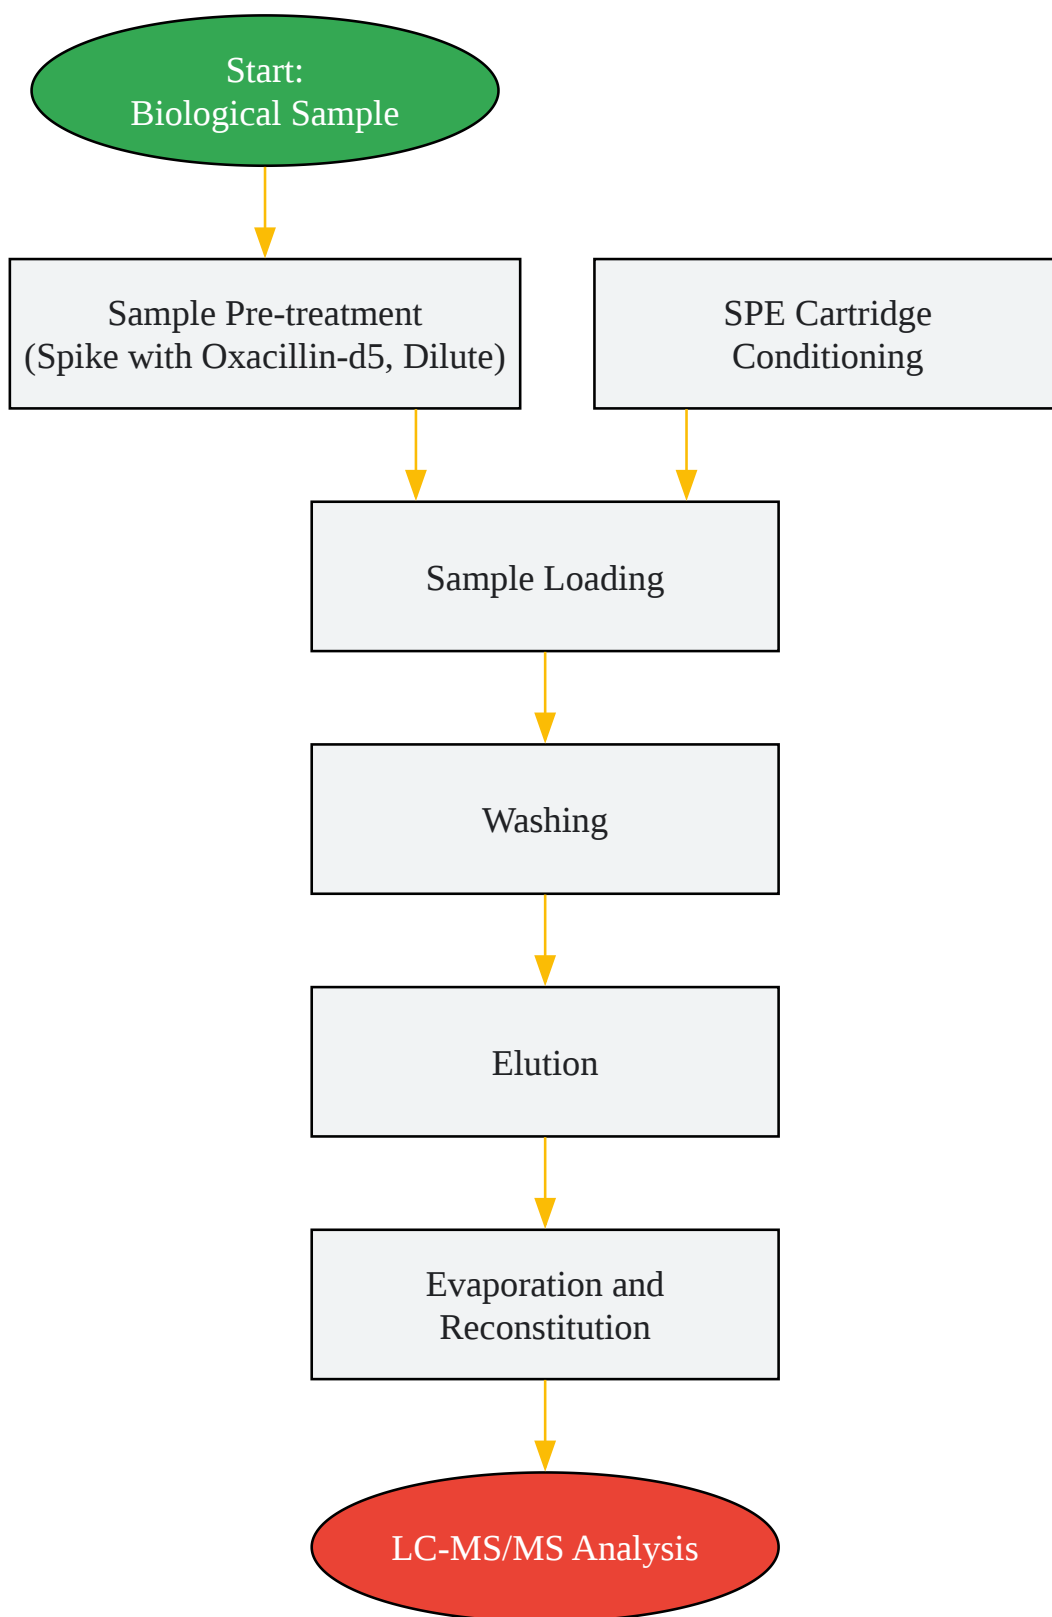 Start:
Biological Sample
Sample Pre-treatment
(Spike with Oxacillin-d5, Dilute)
SPE Cartridge
Conditioning
Sample Loading
Washing
Elution
Evaporation and
Reconstitution
LC-MS/MS Analysis